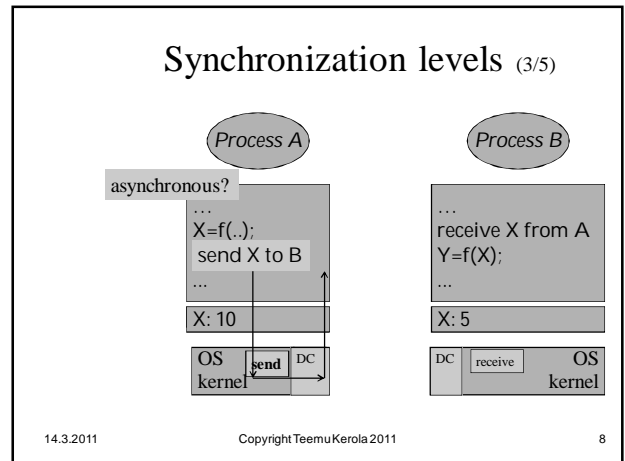 Synchronization levels (3/5)
Process A
Process B
asynchronous?
...
X=f(..);
send X to B
...
X: 10
OS
kernel
send
DC
...
receive X from A
Y=f(X);
...
X: 5
DC
receive
OS
kernel
14.3.2011
Copyright Teemu Kerola 2011
8